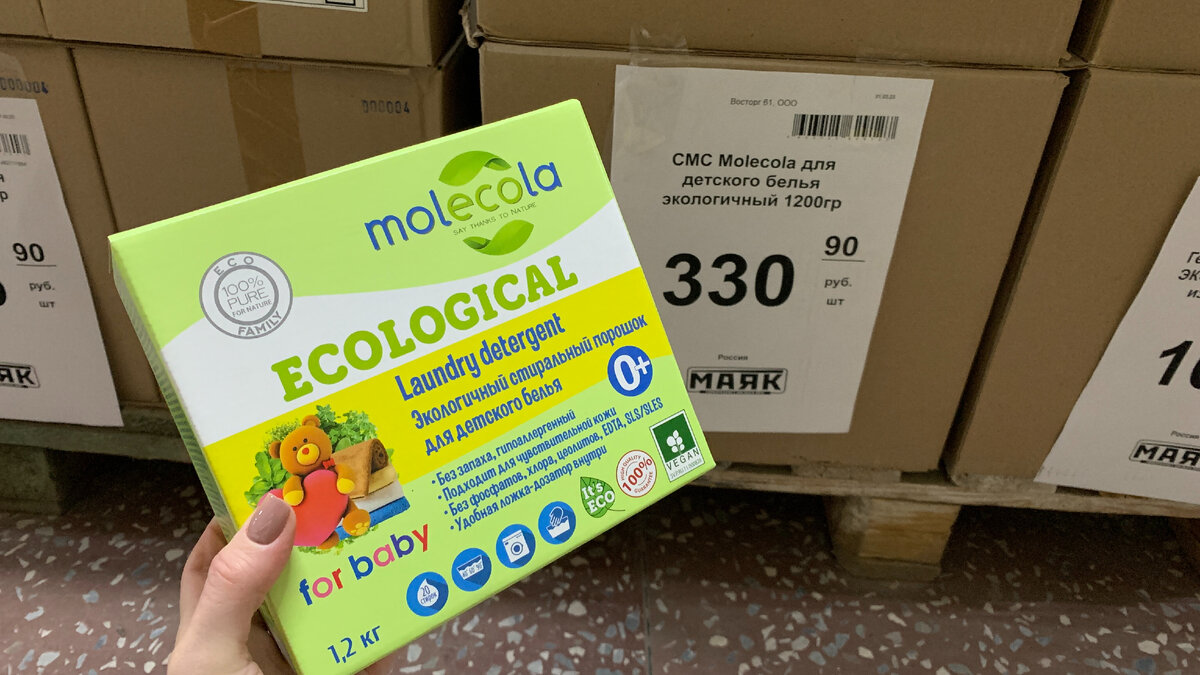 molecola
SAY THANKS TO NATURE
ECO
100%
PURE
FOR NATURE
FAMILY
ECOLOGICAL
Laundry detergent
Экологичный стиральный порошок
для детского белья
0+
• Без запаха, гипоаллергенный
• Подходит для чувствительной кожи
• Без фосфатов, хлора, цеолитов, EDTA, SLS/SLES
• Удобная ложка-дозатор внутри
It's
ECO
100%
VEGAN
for baby
20
СТИРОК
1,2 кг
000004
Восторг 61, ООО
СМС Molecola для
детского белья
экологичный 1200гр
330
90
руб.
шт
Россия
МАЯК
90
руб.
шт